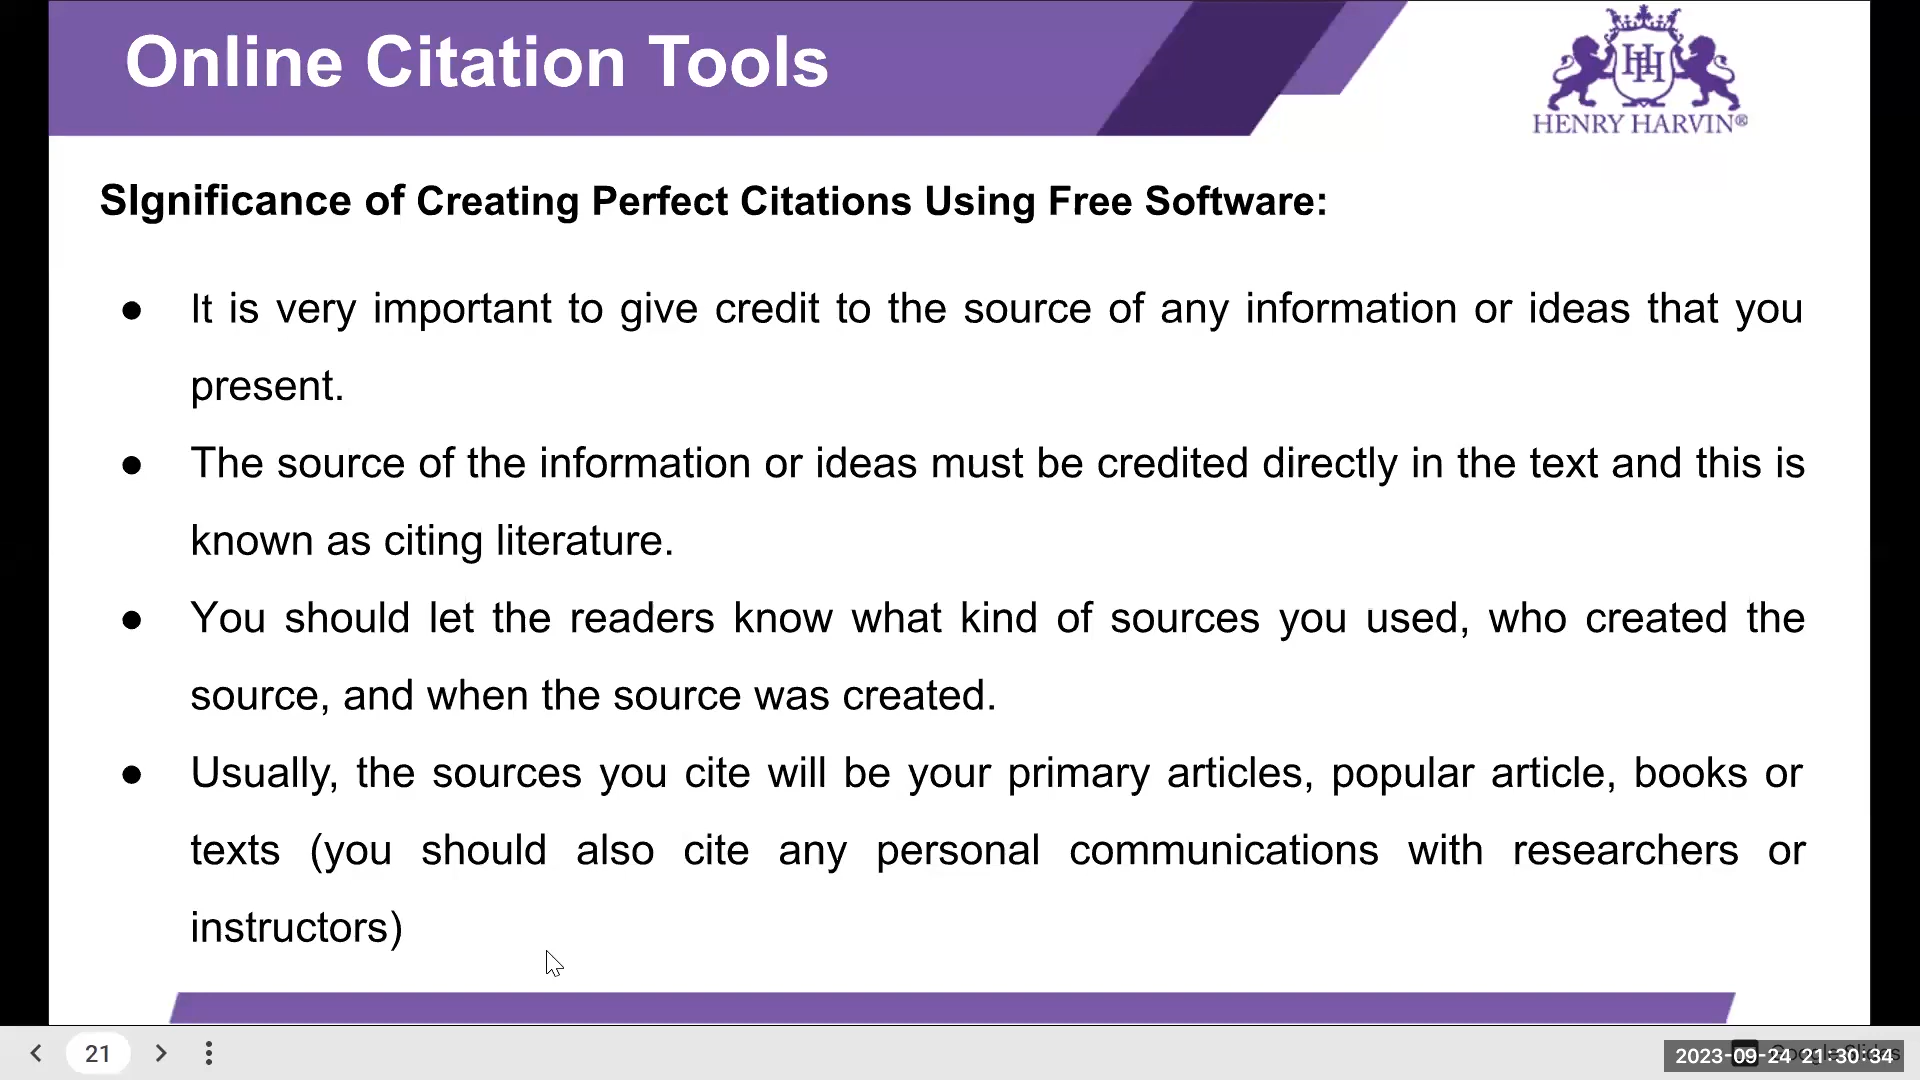 Online Citation Tools
HH
HENRY HARVIN®
SIgnificance of Creating Perfect Citations Using Free Software:
● It is very important to give credit to the source of any information or ideas that you
present.
● The source of the information or ideas must be credited directly in the text and this is
known as citing literature.
● You should let the readers know what kind of sources you used, who created the
source, and when the source was created.
● Usually, the sources you cite will be your primary articles, popular article, books or
texts (you should also cite any personal communications with researchers or
instructors)
21
2023-09-24 21:30:34
Google Slides